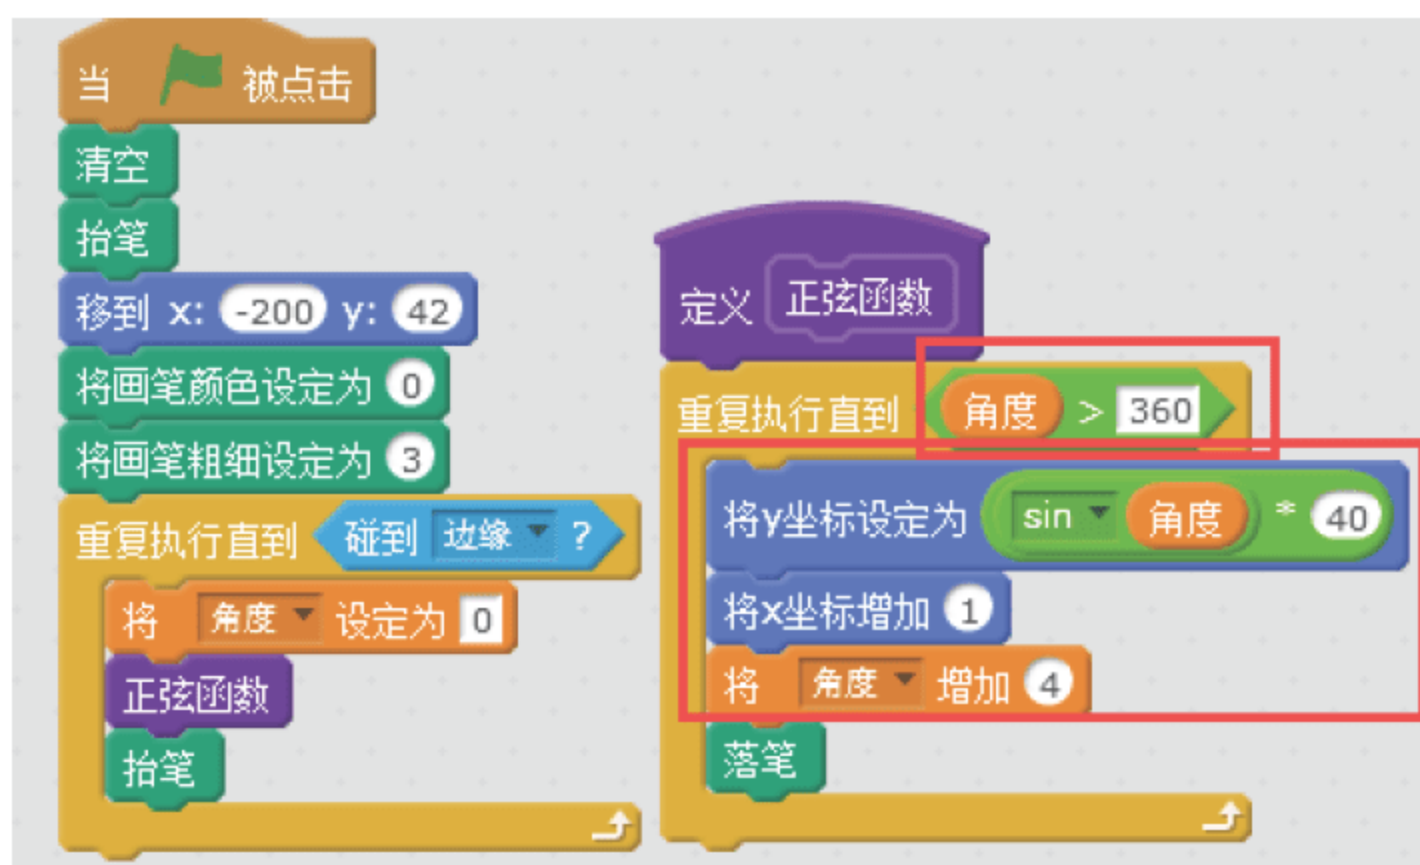 当 被点击
清空
抬笔
移到 x: -200 y: 42
将画笔颜色设定为 0
将画笔粗细设定为 3
重复执行直到 碰到 边缘 ?
将 角度 设定为 0
正弦函数
抬笔
定义 正弦函数
重复执行直到 角度 > 360
将y坐标设定为 sin 角度 * 40
将x坐标增加 1
将 角度 增加 4
落笔